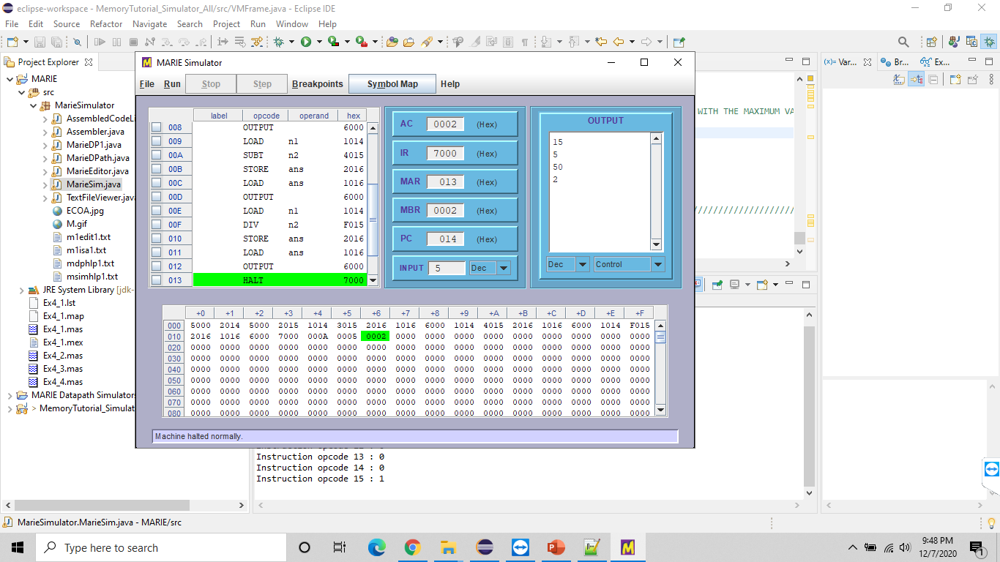 eclipse-workspace - MemoryTutorial_Simulator_All/src/VMFrame.java - Eclipse IDE
File Edit Source Refactor Navigate Search Project Run Window Help
Project Explorer
MARIE
src
MarieSimulator
AssembledCodeLi
Assembler.java
MarieDP1.java
MarieDPath.java
MarieEditor.java
MarieSim.java
TextFileViewer.java
ECOA.jpg
M.gif
m1edit1.txt
m1isa1.txt
mdphlp1.txt
msimhlp1.txt
JRE System Library [jdk-
Ex4_1.lst
Ex4_1.map
Ex4_1.mas
Ex4_1.mex
Ex4_2.mas
Ex4_3.mas
Ex4_4.mas
MARIE Datapath Simulators
> MemoryTutorial_Simulat
MARIE Simulator
File Run Stop Step Breakpoints Symbol Map Help
label opcode operand hex
008 OUTPUT 6000
009 LOAD n1 1014
00A SUBT n2 4015
00B STORE ans 2016
00C LOAD ans 1016
00D OUTPUT 6000
00E LOAD n1 1014
00F DIV n2 F015
010 STORE ans 2016
011 LOAD ans 1016
012 OUTPUT 6000
013 HALT 7000
AC 0002 (Hex)
IR 7000 (Hex)
MAR 013 (Hex)
MBR 0002 (Hex)
PC 014 (Hex)
INPUT 5 Dec
OUTPUT
15
5
50
2
Dec Control
+0 +1 +2 +3 +4 +5 +6 +7 +8 +9 +A +B +C +D +E +F
000 5000 2014 5000 2015 1014 3015 2016 1016 6000 1014 4015 2016 1016 6000 1014 F015
010 2016 1016 6000 7000 000A 0005 0002 0000 0000 0000 0000 0000 0000 0000 0000 0000
020 0000 0000 0000 0000 0000 0000 0000 0000 0000 0000 0000 0000 0000 0000 0000 0000
030 0000 0000 0000 0000 0000 0000 0000 0000 0000 0000 0000 0000 0000 0000 0000 0000
040 0000 0000 0000 0000 0000 0000 0000 0000 0000 0000 0000 0000 0000 0000 0000 0000
050 0000 0000 0000 0000 0000 0000 0000 0000 0000 0000 0000 0000 0000 0000 0000 0000
060 0000 0000 0000 0000 0000 0000 0000 0000 0000 0000 0000 0000 0000 0000 0000 0000
070 0000 0000 0000 0000 0000 0000 0000 0000 0000 0000 0000 0000 0000 0000 0000 0000
080 0000 0000 0000 0000 0000 0000 0000 0000 0000 0000 0000 0000 0000 0000 0000 0000
Machine halted normally.
(x)= Var... Br... Ex...
WITH THE MAXIMUM VA
////////////////////
Instruction opcode 13 : 0
Instruction opcode 14 : 0
Instruction opcode 15 : 1
MarieSimulator.MarieSim.java - MARIE/src
Type here to search
9:48 PM
12/7/2020
1